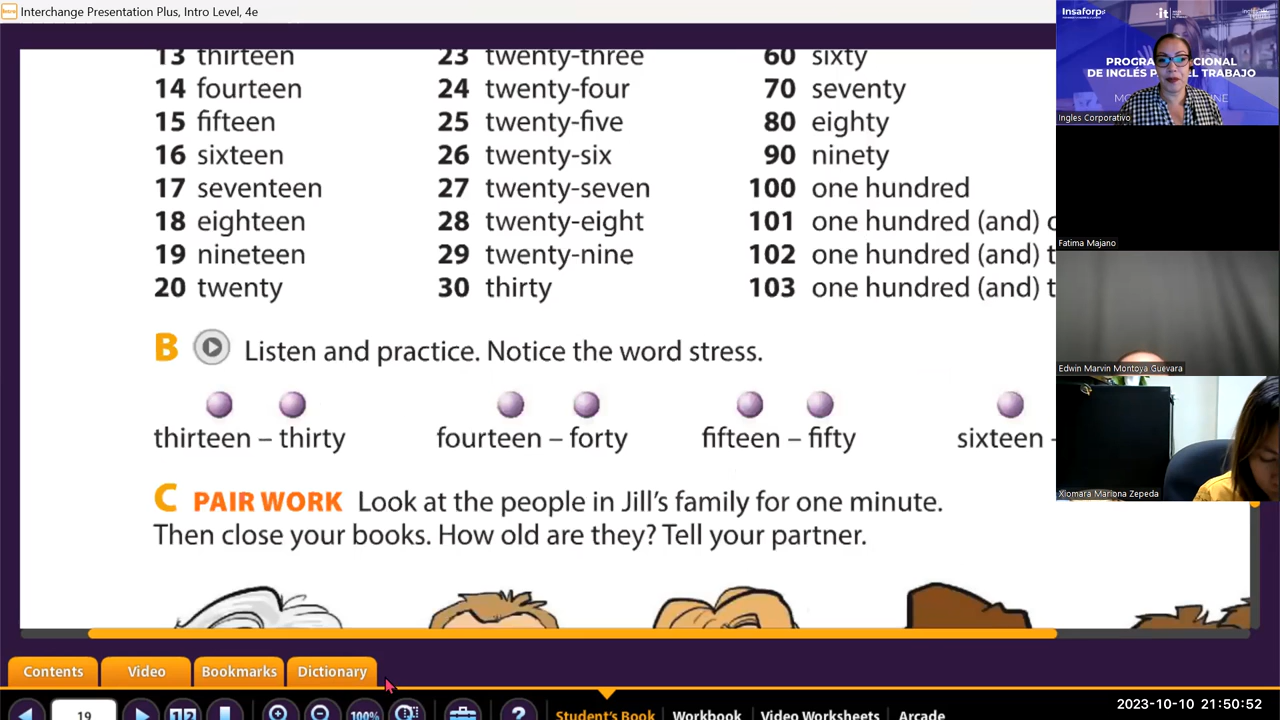 Interchange Presentation Plus, Intro Level, 4e
13 thirteen
14 fourteen
15 fifteen
16 sixteen
17 seventeen
18 eighteen
19 nineteen
20 twenty
23 twenty-three
24 twenty-four
25 twenty-five
26 twenty-six
27 twenty-seven
28 twenty-eight
29 twenty-nine
30 thirty
60 sixty
70 seventy
80 eighty
90 ninety
100 one hundred
101 one hundred (and) o
102 one hundred (and) t
103 one hundred (and) t
B Listen and practice. Notice the word stress.
thirteen – thirty fourteen – forty fifteen – fifty sixteen –
C PAIR WORK Look at the people in Jill's family for one minute.
Then close your books. How old are they? Tell your partner.
Contents Video Bookmarks Dictionary
19 100% ? Student's Book Workbook Video Worksheets Arcade
Insaforp
Ingles Corporativo
Fatima Majano
Edwin Marvin Montoya Guevara
Xiomara Mariona Zepeda
2023-10-10 21:50:52